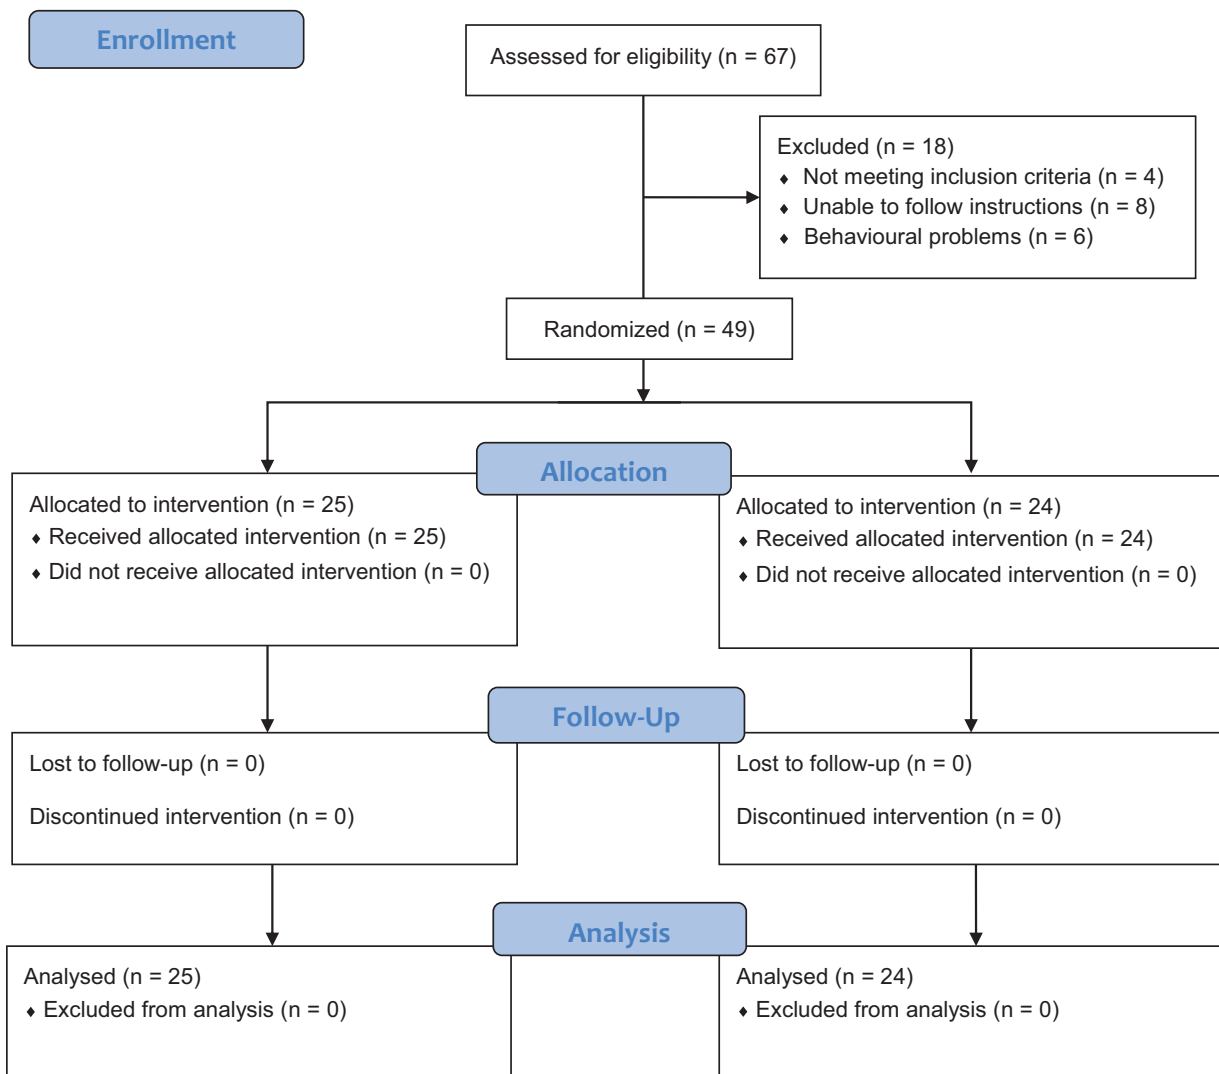 Enrollment
Assessed for eligibility (n = 67)
Excluded (n = 18)
♦ Not meeting inclusion criteria (n = 4)
♦ Unable to follow instructions (n = 8)
♦ Behavioural problems (n = 6)
Randomized (n = 49)
Allocation
Allocated to intervention (n = 25)
♦ Received allocated intervention (n = 25)
♦ Did not receive allocated intervention (n = 0)
Allocated to intervention (n = 24)
♦ Received allocated intervention (n = 24)
♦ Did not receive allocated intervention (n = 0)
Follow-Up
Lost to follow-up (n = 0)
Discontinued intervention (n = 0)
Lost to follow-up (n = 0)
Discontinued intervention (n = 0)
Analysis
Analysed (n = 25)
♦ Excluded from analysis (n = 0)
Analysed (n = 24)
♦ Excluded from analysis (n = 0)